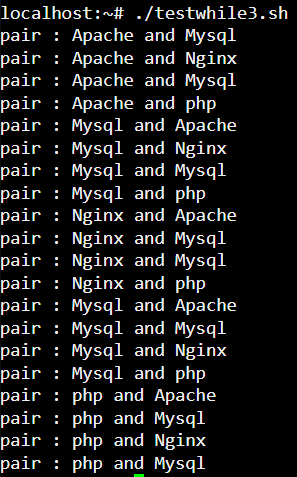 localhost:~# ./testwhile3.sh
pair : Apache and Mysql
pair : Apache and Nginx
pair : Apache and Mysql
pair : Apache and php
pair : Mysql and Apache
pair : Mysql and Nginx
pair : Mysql and Mysql
pair : Mysql and php
pair : Nginx and Apache
pair : Nginx and Mysql
pair : Nginx and Mysql
pair : Nginx and php
pair : Mysql and Apache
pair : Mysql and Mysql
pair : Mysql and Nginx
pair : Mysql and php
pair : php and Apache
pair : php and Mysql
pair : php and Nginx
pair : php and Mysql